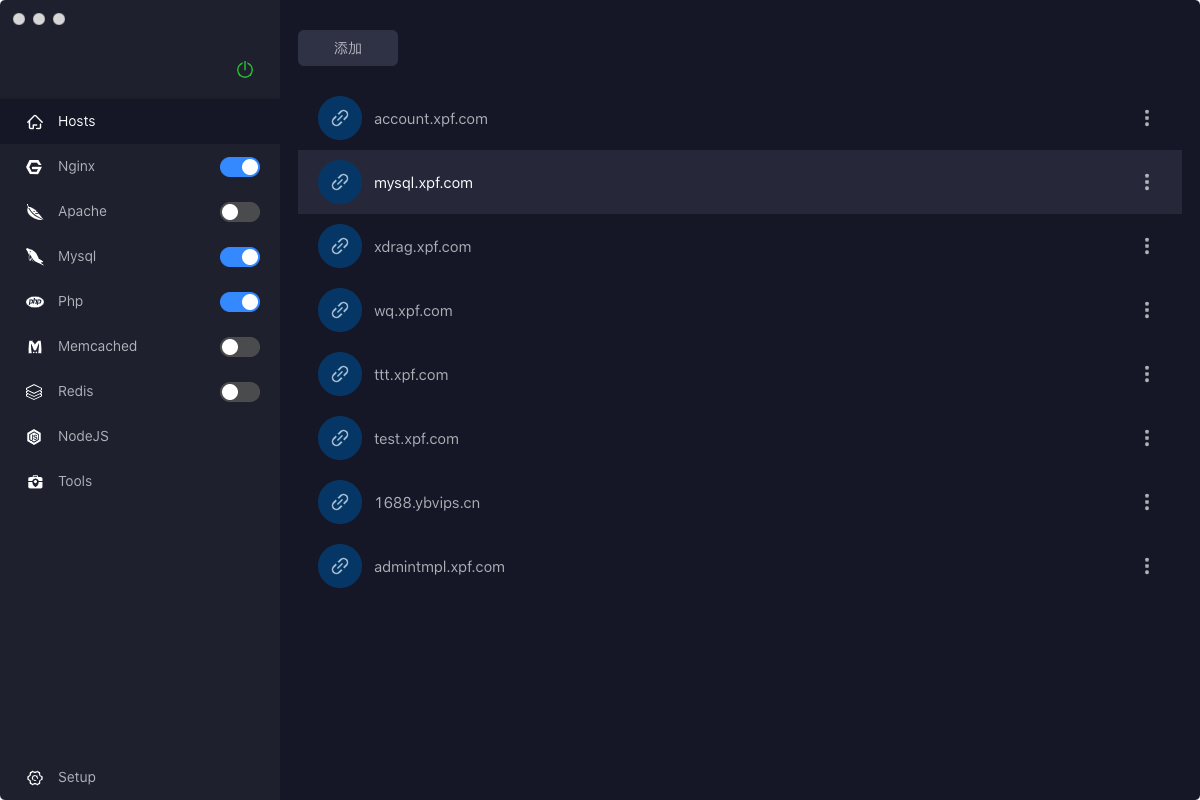 Hosts
Nginx
Apache
Mysql
Php
Memcached
Redis
NodeJS
Tools
Setup
添加
account.xpf.com
mysql.xpf.com
xdrag.xpf.com
wq.xpf.com
ttt.xpf.com
test.xpf.com
1688.ybvips.cn
admintmpl.xpf.com